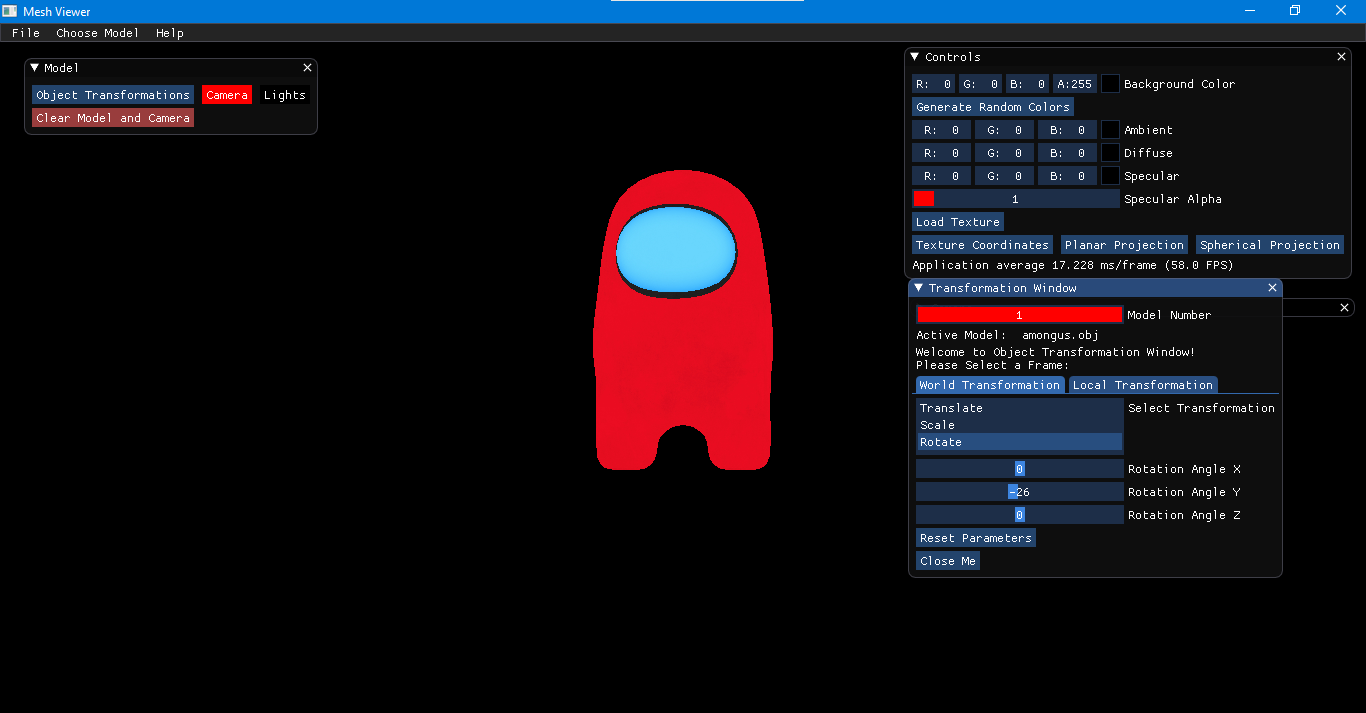 Mesh Viewer
File Choose Model Help
Model
Object Transformations Camera Lights
Clear Model and Camera
Controls
R: 0 G: 0 B: 0 A:255 Background Color
Generate Random Colors
R: 0 G: 0 B: 0 Ambient
R: 0 G: 0 B: 0 Diffuse
R: 0 G: 0 B: 0 Specular
1 Specular Alpha
Load Texture
Texture Coordinates Planar Projection Spherical Projection
Application average 17.228 ms/frame (58.0 FPS)
Transformation Window
1 Model Number
Active Model: amongus.obj
Welcome to Object Transformation Window!
Please Select a Frame:
World Transformation Local Transformation
Translate Select Transformation
Scale
Rotate
0 Rotation Angle X
-26 Rotation Angle Y
0 Rotation Angle Z
Reset Parameters
Close Me